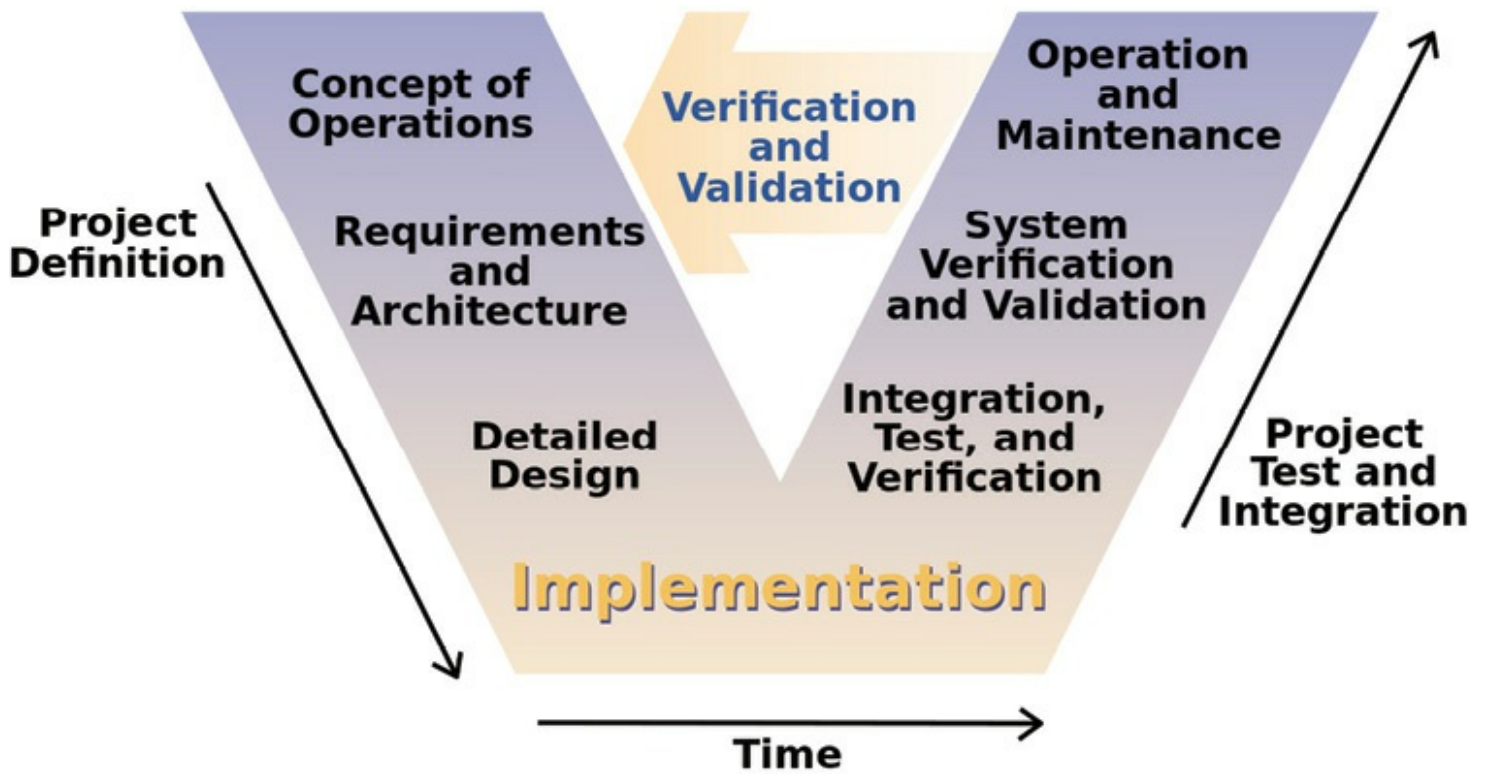 Concept of
Operations
Verification
and
Validation
Operation
and
Maintenance
Project
Definition
Requirements
and
Architecture
System
Verification
and Validation
Detailed
Design
Integration,
Test, and
Verification
Project
Test and
Integration
Implementation
Time